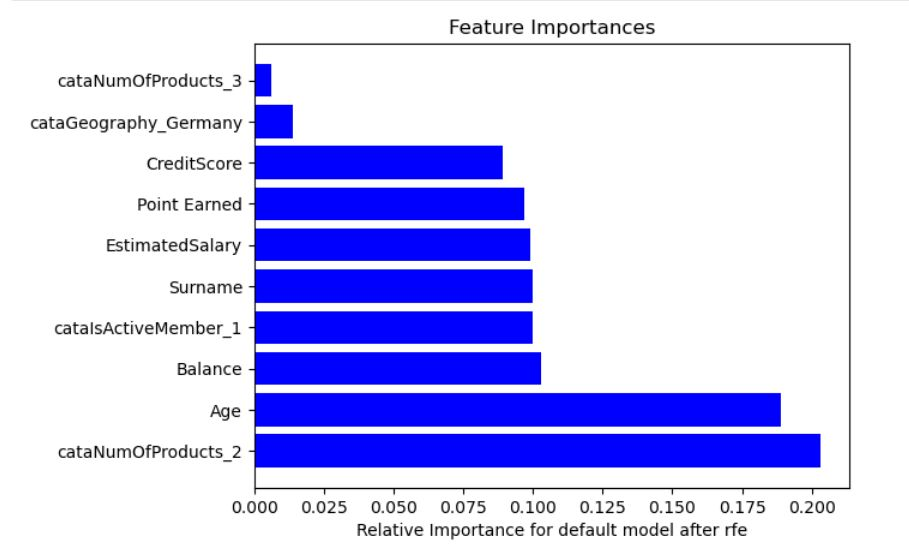 Feature Importances
cataNumOfProducts_3
cataGeography_Germany
CreditScore
Point Earned
EstimatedSalary
Surname
cataIsActiveMember_1
Balance
Age
cataNumOfProducts_2
0.000 0.025 0.050 0.075 0.100 0.125 0.150 0.175 0.200
Relative Importance for default model after rfe